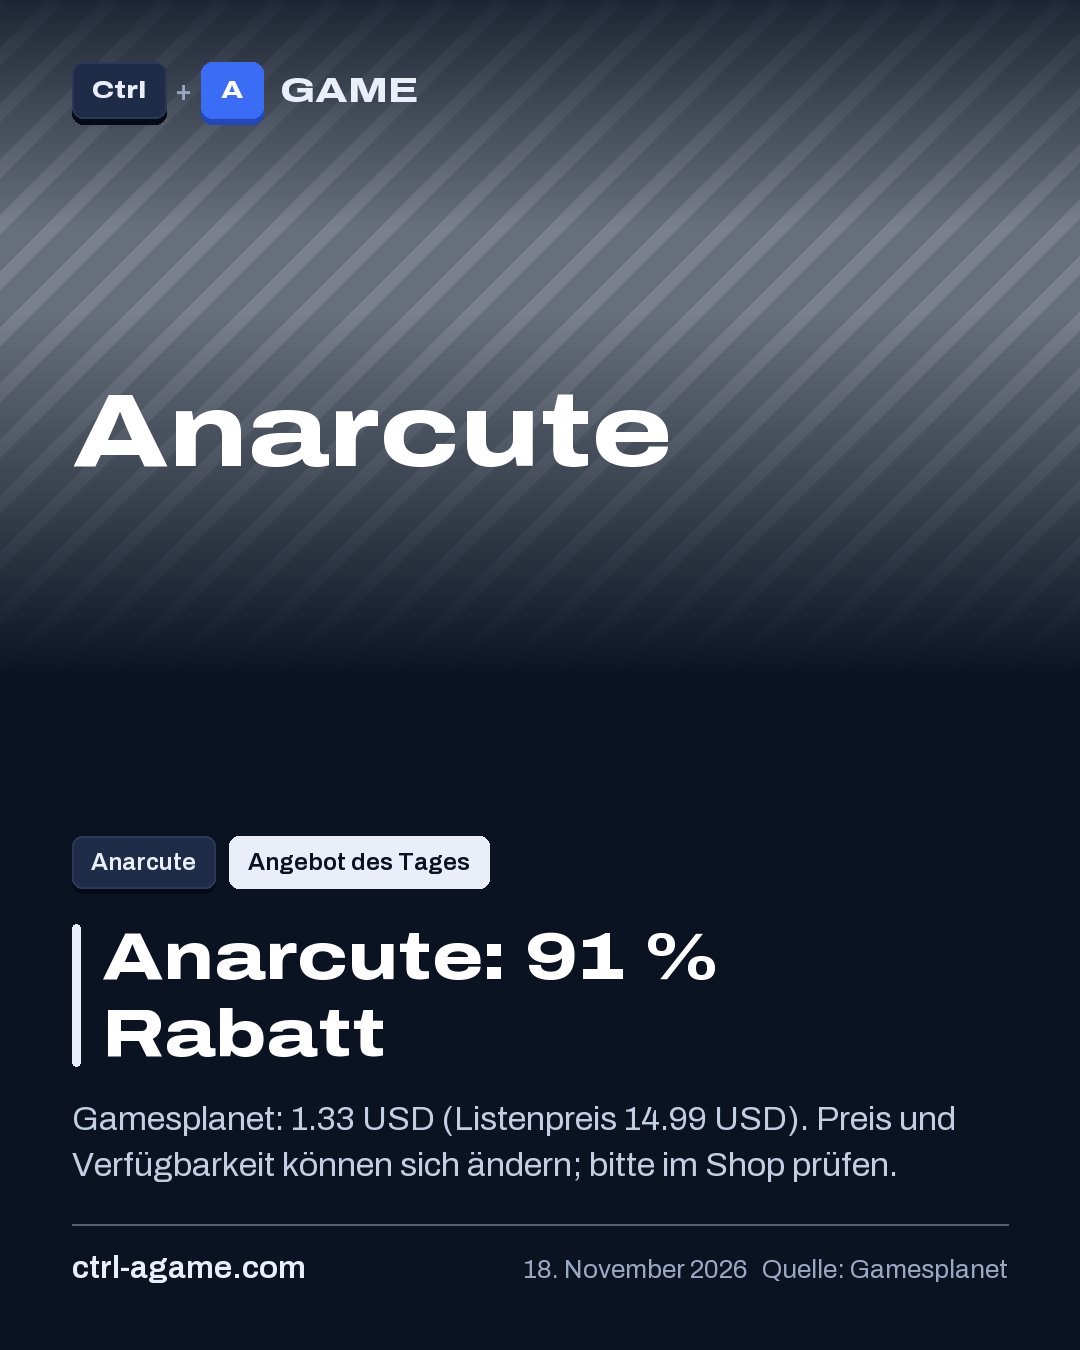 Ctrl + A GAME
Anarcute
Anarcute
Angebot des Tages
Anarcute: 91 %
Rabatt
Gamesplanet: 1.33 USD (Listenpreis 14.99 USD). Preis und
Verfügbarkeit können sich ändern; bitte im Shop prüfen.
ctrl-agame.com
18. November 2026 Quelle: Gamesplanet